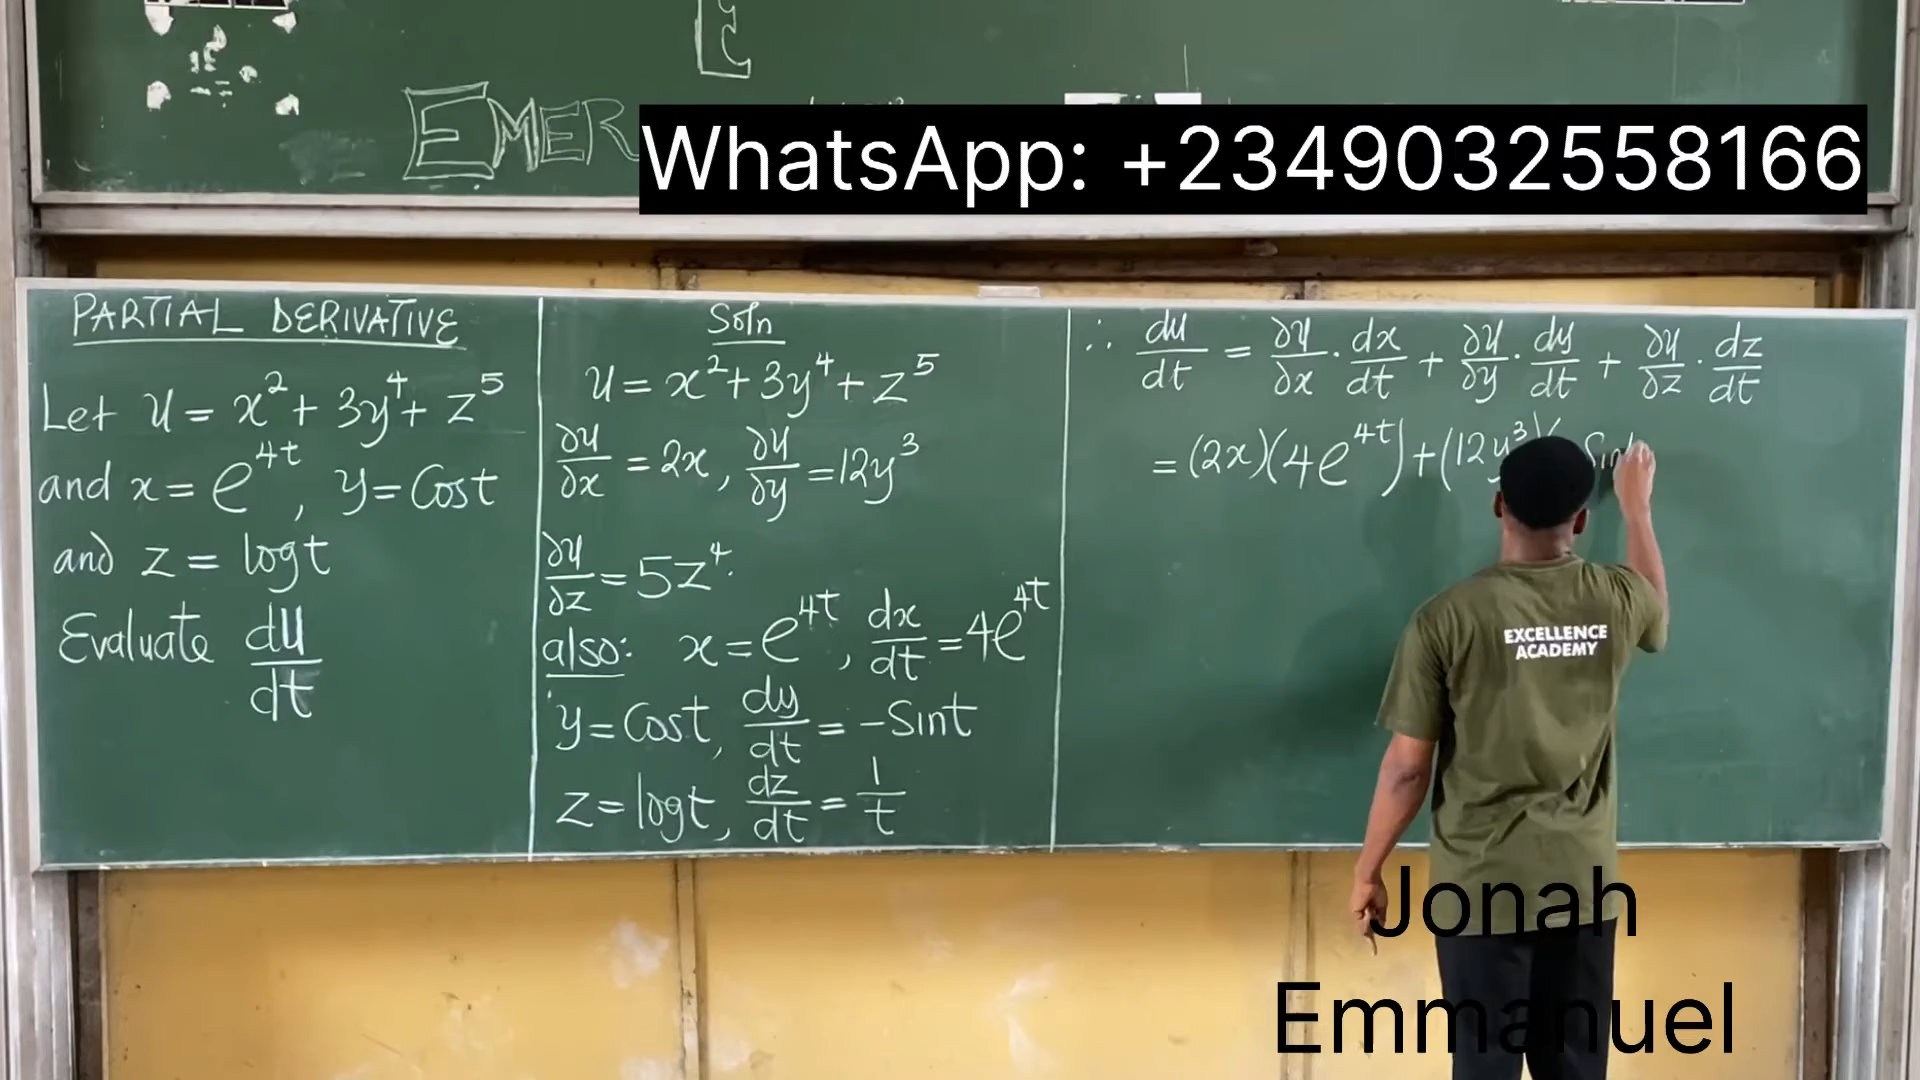 EMER
WhatsApp: +2349032558166
PARTIAL DERIVATIVE
Let u = x² + 3y⁴ + z⁵
and x = e^{4t}, y = Cost
and z = logt
Evaluate du/dt
Soln
u = x² + 3y⁴ + z⁵
∂u/∂x = 2x, ∂u/∂y = 12y³
∂u/∂z = 5z⁴.
also: x = e^{4t}, dx/dt = 4e^{4t}
y = Cost, dy/dt = -Sint
z = logt, dz/dt = 1/t
∴ du/dt = ∂u/∂x · dx/dt + ∂u/∂y · dy/dt + ∂u/∂z · dz/dt
= (2x)(4e^{4t}) + (12y³)( Sin
EXCELLENCE
ACADEMY
Jonah
Emmanuel